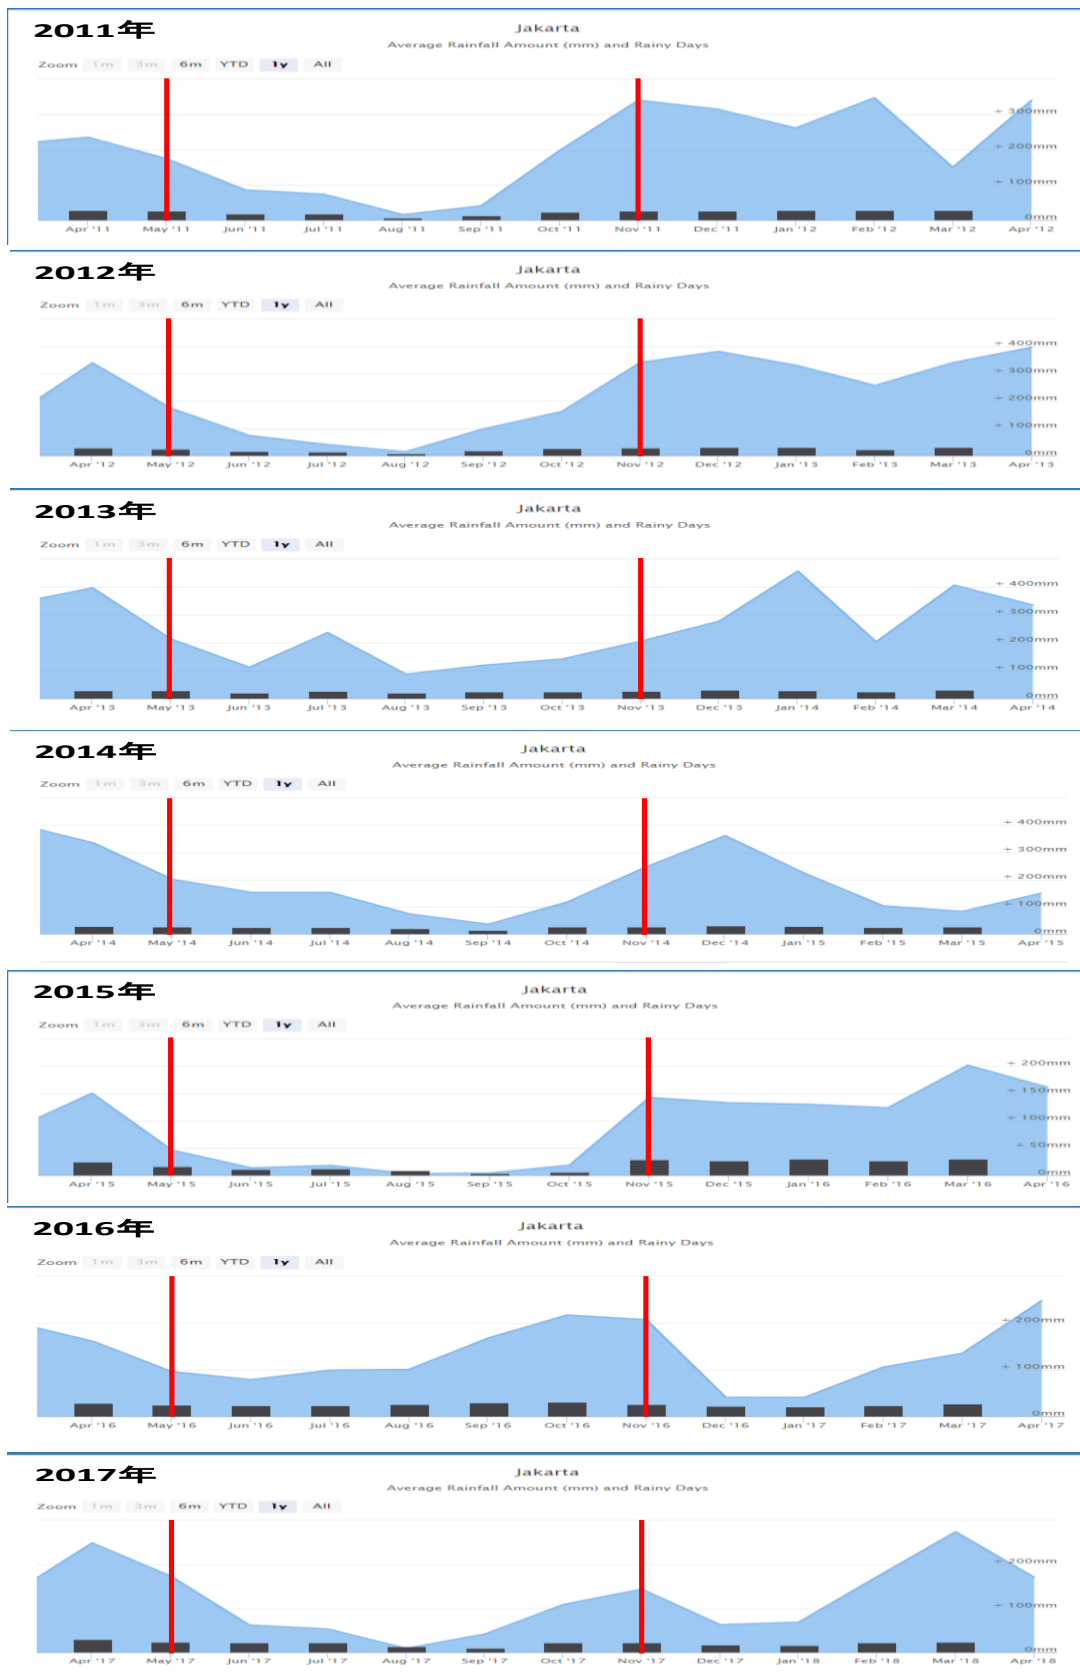 2011年
Jakarta
Average Rainfall Amount (mm) and Rainy Days
Zoom 1m 3m 6m YTD 1y All
+ 300mm
+ 200mm
+ 100mm
0mm
Apr '11 May '11 Jun '11 Jul '11 Aug '11 Sep '11 Oct '11 Nov '11 Dec '11 Jan '12 Feb '12 Mar '12 Apr '12
2012年
Jakarta
Average Rainfall Amount (mm) and Rainy Days
Zoom 1m 3m 6m YTD 1y All
+ 400mm
+ 300mm
+ 200mm
+ 100mm
0mm
Apr '12 May '12 Jun '12 Jul '12 Aug '12 Sep '12 Oct '12 Nov '12 Dec '12 Jan '13 Feb '13 Mar '13 Apr '13
2013年
Jakarta
Average Rainfall Amount (mm) and Rainy Days
Zoom 1m 3m 6m YTD 1y All
+ 400mm
+ 300mm
+ 200mm
+ 100mm
0mm
Apr '13 May '13 Jun '13 Jul '13 Aug '13 Sep '13 Oct '13 Nov '13 Dec '13 Jan '14 Feb '14 Mar '14 Apr '14
2014年
Jakarta
Average Rainfall Amount (mm) and Rainy Days
Zoom 1m 3m 6m YTD 1y All
+ 400mm
+ 300mm
+ 200mm
+ 100mm
0mm
Apr '14 May '14 Jun '14 Jul '14 Aug '14 Sep '14 Oct '14 Nov '14 Dec '14 Jan '15 Feb '15 Mar '15 Apr '15
2015年
Jakarta
Average Rainfall Amount (mm) and Rainy Days
Zoom 1m 3m 6m YTD 1y All
+ 200mm
+ 150mm
+ 100mm
+ 50mm
0mm
Apr '15 May '15 Jun '15 Jul '15 Aug '15 Sep '15 Oct '15 Nov '15 Dec '15 Jan '16 Feb '16 Mar '16 Apr '16
2016年
Jakarta
Average Rainfall Amount (mm) and Rainy Days
Zoom 1m 3m 6m YTD 1y All
+ 200mm
+ 100mm
0mm
Apr '16 May '16 Jun '16 Jul '16 Aug '16 Sep '16 Oct '16 Nov '16 Dec '16 Jan '17 Feb '17 Mar '17 Apr '17
2017年
Jakarta
Average Rainfall Amount (mm) and Rainy Days
Zoom 1m 3m 6m YTD 1y All
+ 200mm
+ 100mm
0mm
Apr '17 May '17 Jun '17 Jul '17 Aug '17 Sep '17 Oct '17 Nov '17 Dec '17 Jan '18 Feb '18 Mar '18 Apr '18